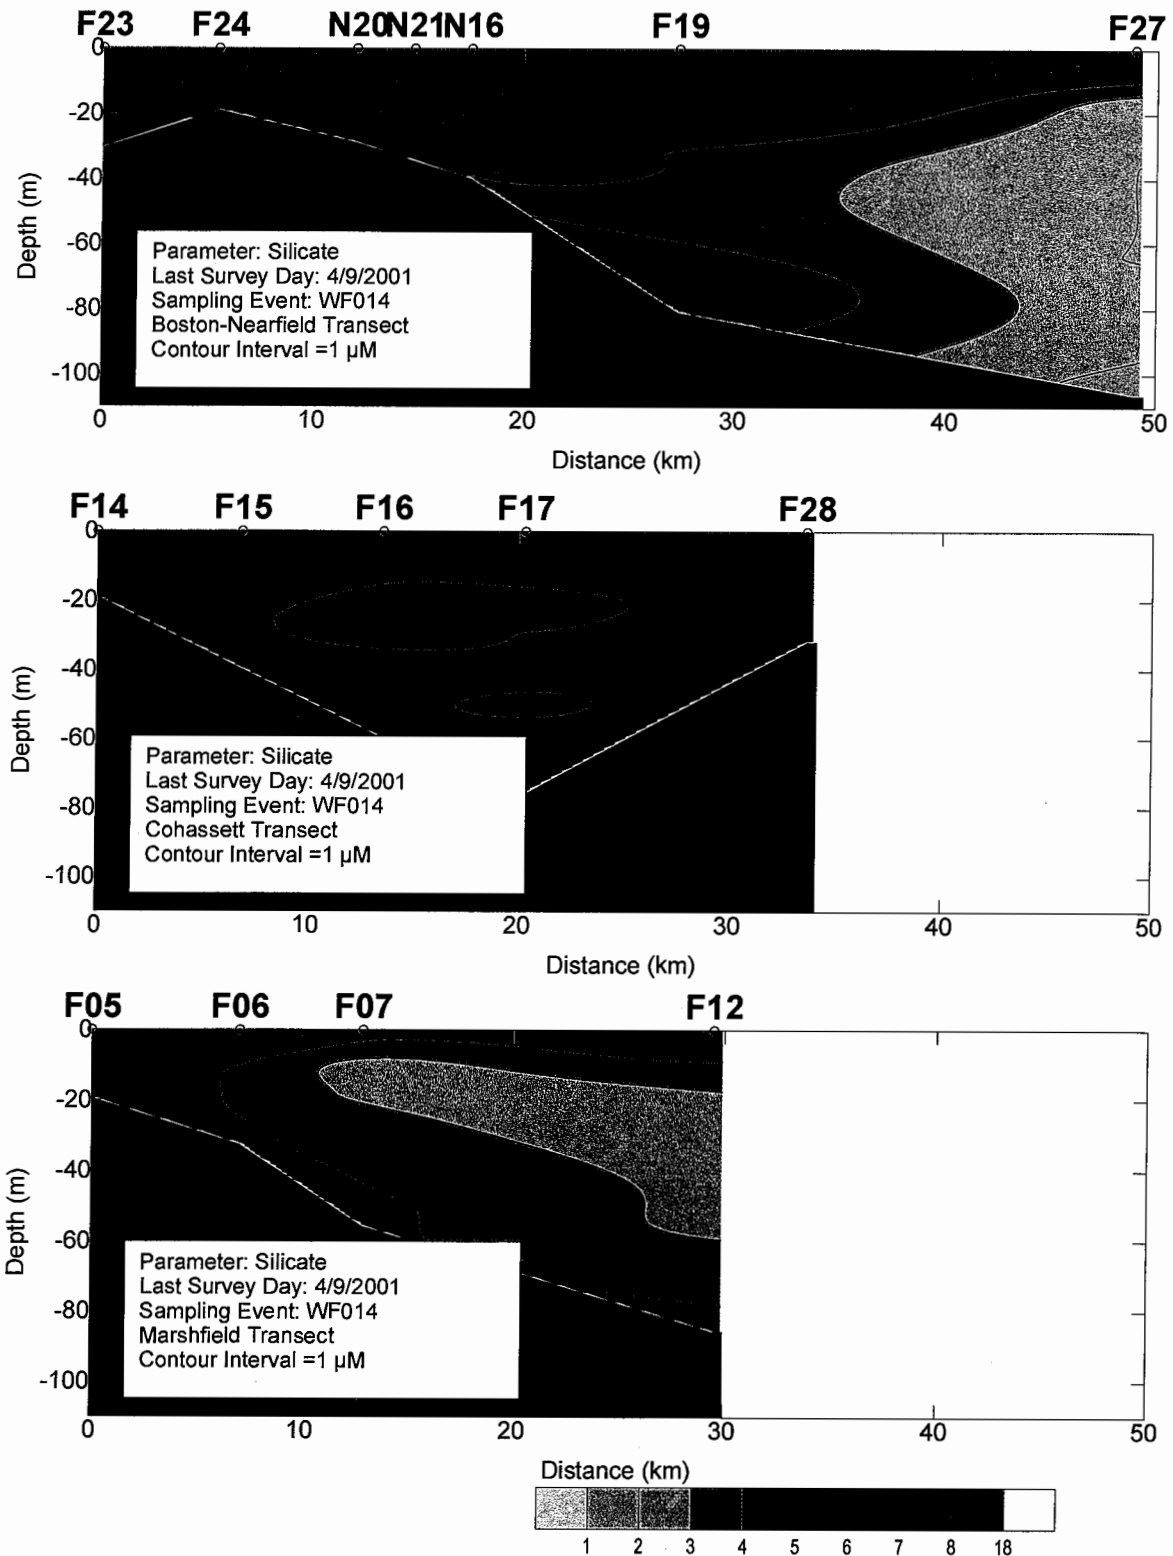 F23 F24 N20 N21 N16 F19 F27
0
-20
-40
-60
-80
-100
Depth (m)
Parameter: Silicate
Last Survey Day: 4/9/2001
Sampling Event: WF014
Boston-Nearfield Transect
Contour Interval =1 µM
0 10 20 30 40 50
Distance (km)
F14 F15 F16 F17 F28
0
-20
-40
-60
-80
-100
Depth (m)
Parameter: Silicate
Last Survey Day: 4/9/2001
Sampling Event: WF014
Cohassett Transect
Contour Interval =1 µM
0 10 20 30 40 50
Distance (km)
F05 F06 F07 F12
0
-20
-40
-60
-80
-100
Depth (m)
Parameter: Silicate
Last Survey Day: 4/9/2001
Sampling Event: WF014
Marshfield Transect
Contour Interval =1 µM
0 10 20 30 40 50
Distance (km)
1 2 3 4 5 6 7 8 18